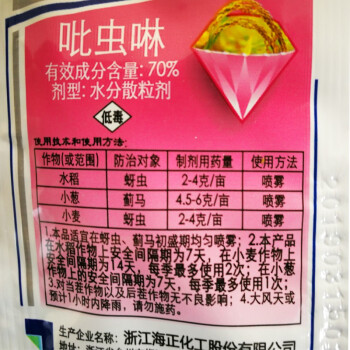 吡虫啉
有效成分含量: 70%
剂型: 水分散粒剂
低毒
使用技术和使用方法:
作物(或范围) 防治对象 制剂用药量 使用方法
水稻 蚜虫 2-4克/亩 喷雾
小葱 蓟马 4.5-6克/亩 喷雾
小麦 蚜虫 2-4克/亩 喷雾
1.本品适宜在蚜虫、蓟马初盛期均匀喷雾; 2.本产品
在水稻作物上安全间隔期为7天, 在小麦作物上
安全间隔期为14天, 每季最多使用2次; 在小葱
作物上的安全间隔期为7天, 每季最多使用1次;
3.对当茬作物以及后茬作物无不良影响; 4.大风天或
预计1小时内降雨, 请勿施药。
生产企业名称: 浙江海正化工股份有限公司